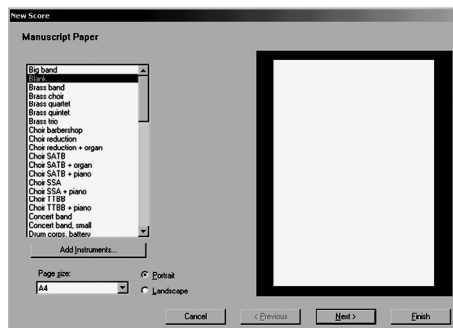 New Score
Manuscript Paper
Big band
Blank
Brass band
Brass choir
Brass quartet
Brass quintet
Brass trio
Choir barbershop
Choir reduction
Choir reduction + organ
Choir SATB
Choir SATB + organ
Choir SATB + piano
Choir SSA
Choir SSA + piano
Choir TTBB
Choir TTBB + piano
Concert band
Concert band, small
Drum corps, battery
Add Instruments...
Page size:
A4
Portrait
Landscape
Cancel
< Previous
Next >
Finish